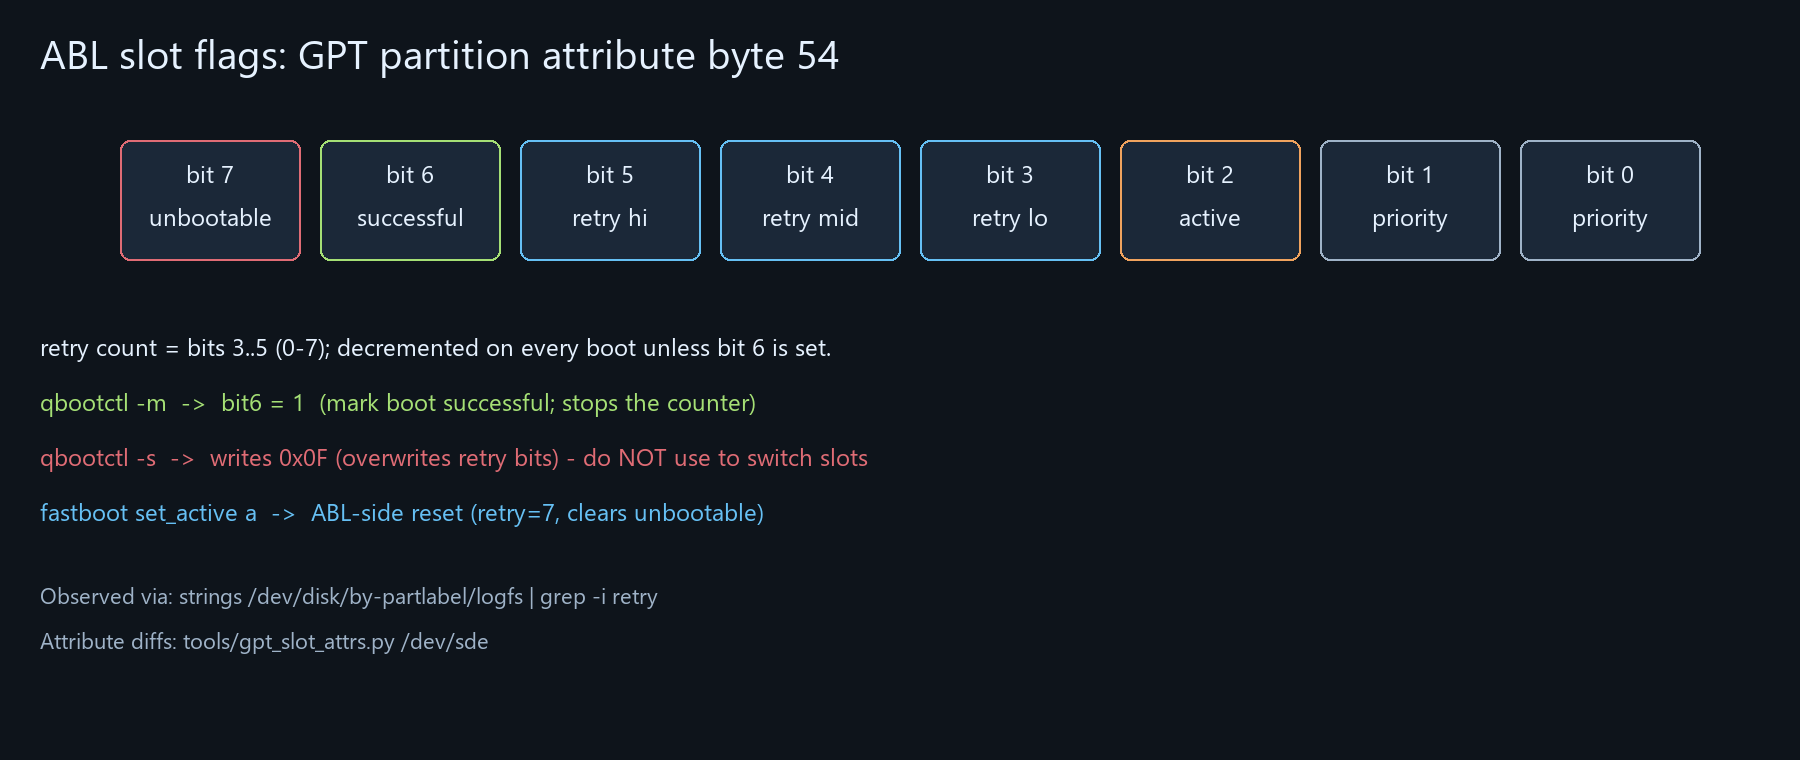 ABL slot flags: GPT partition attribute byte 54
bit 7 bit 6 bit 5 bit 4 bit 3 bit 2 bit 1 bit 0
unbootable successful retry hi retry mid retry lo active priority priority
retry count = bits 3..5 (0-7); decremented on every boot unless bit 6 is set.
qbootctl -m -> bit6 = 1 (mark boot successful; stops the counter)
qbootctl -s -> writes 0x0F (overwrites retry bits) - do NOT use to switch slots
fastboot set_active a -> ABL-side reset (retry=7, clears unbootable)
Observed via: strings /dev/disk/by-partlabel/logfs | grep -i retry
Attribute diffs: tools/gpt_slot_attrs.py /dev/sde